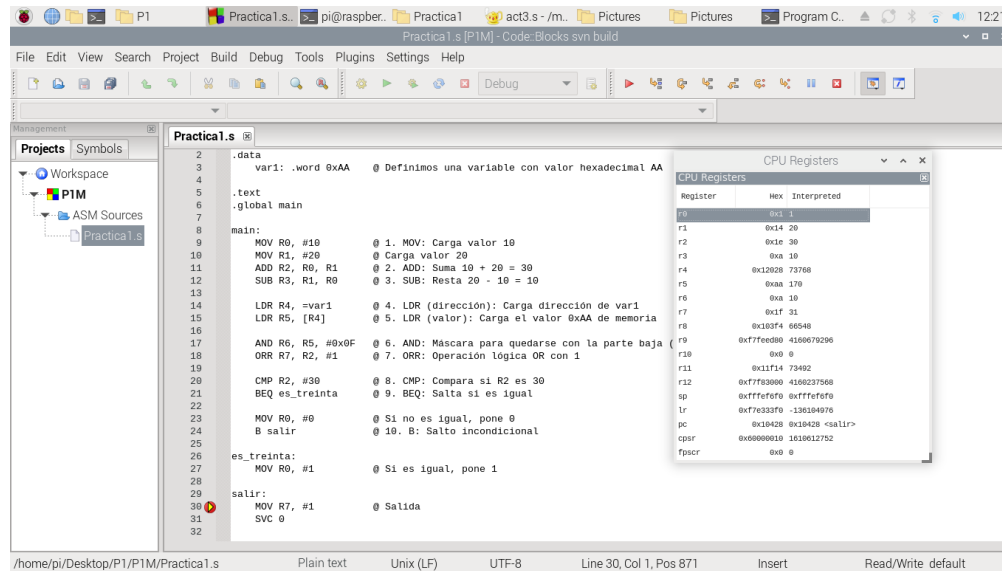 P1
Practica1.s..
pi@raspber..
Practica1
act3.s - /m..
Pictures
Pictures
Program C..
12:2
Practica1.s [P1M] - Code::Blocks svn build
File Edit View Search Project Build Debug Tools Plugins Settings Help
Debug
Management
Projects Symbols
Workspace
P1M
ASM Sources
Practica1.s
Practica1.s
2 .data
3 var1: .word 0xAA @ Definimos una variable con valor hexadecimal AA
4
5 .text
6 .global main
7
8 main:
9 MOV R0, #10 @ 1. MOV: Carga valor 10
10 MOV R1, #20 @ Carga valor 20
11 ADD R2, R0, R1 @ 2. ADD: Suma 10 + 20 = 30
12 SUB R3, R1, R0 @ 3. SUB: Resta 20 - 10 = 10
13
14 LDR R4, =var1 @ 4. LDR (dirección): Carga dirección de var1
15 LDR R5, [R4] @ 5. LDR (valor): Carga el valor 0xAA de memoria
16
17 AND R6, R5, #0x0F @ 6. AND: Máscara para quedarse con la parte baja (
18 ORR R7, R2, #1 @ 7. ORR: Operación lógica OR con 1
19
20 CMP R2, #30 @ 8. CMP: Compara si R2 es 30
21 BEQ es_treinta @ 9. BEQ: Salta si es igual
22
23 MOV R0, #0 @ Si no es igual, pone 0
24 B salir @ 10. B: Salto incondicional
25
26 es_treinta:
27 MOV R0, #1 @ Si es igual, pone 1
28
29 salir:
30 MOV R7, #1 @ Salida
31 SVC 0
32
CPU Registers
CPU Registers
Register Hex Interpreted
r0 0x1 1
r1 0x14 20
r2 0x1e 30
r3 0xa 10
r4 0x12028 73768
r5 0xaa 170
r6 0xa 10
r7 0x1f 31
r8 0x103f4 66548
r9 0xf7feed80 4160679296
r10 0x0 0
r11 0x11f14 73492
r12 0xf7f83000 4160237568
sp 0xfffef6f0 0xfffef6f0
lr 0xf7e333f0 -136104976
pc 0x10428 0x10428 <salir>
cpsr 0x60000010 1610612752
fpscr 0x0 0
/home/pi/Desktop/P1/P1M/Practica1.s Plain text Unix (LF) UTF-8 Line 30, Col 1, Pos 871 Insert Read/Write default